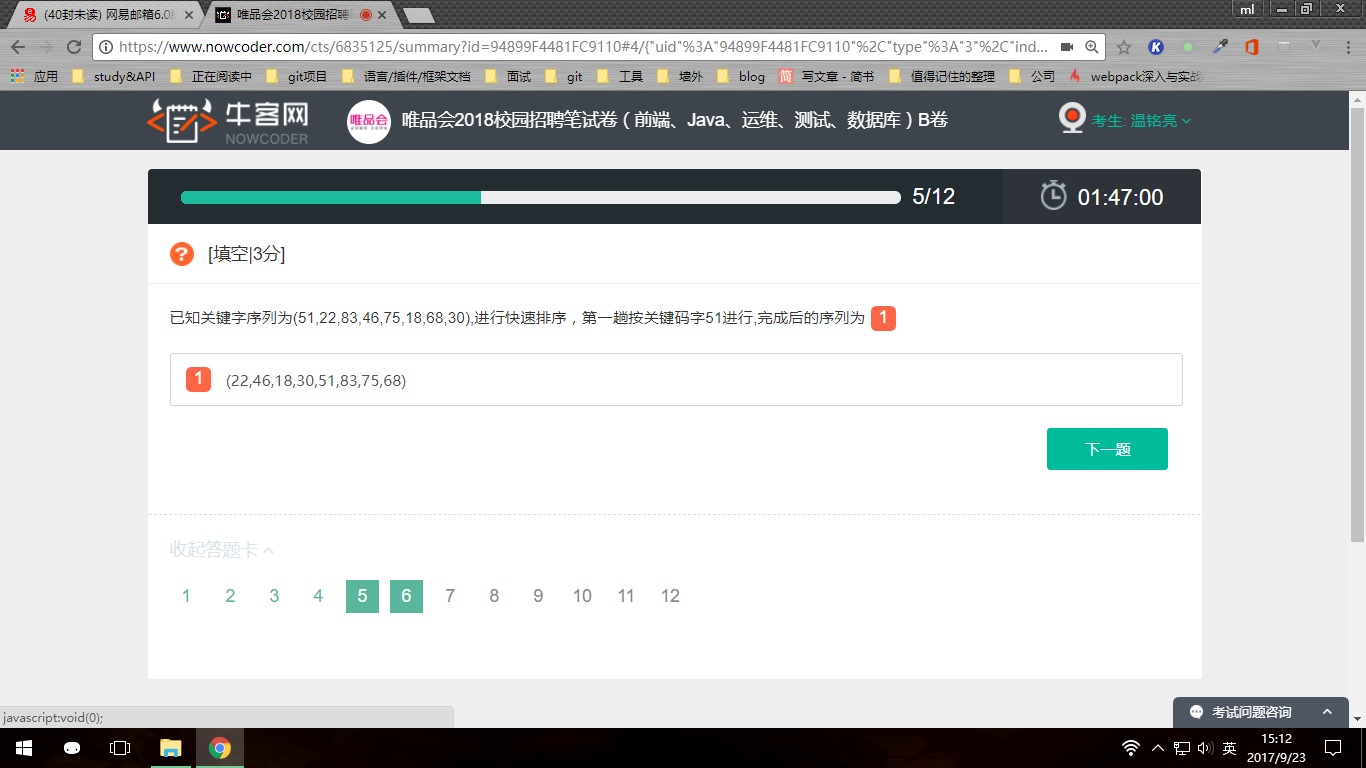 (40封未读) 网易邮箱6.0
唯品会2018校园招聘
ml
https://www.nowcoder.com/cts/6835125/summary?id=94899F4481FC9110#4/{"uid"%3A"94899F4481FC9110"%2C"type"%3A"3"%2C"ind...
应用 study&API 正在阅读中 git项目 语言/插件/框架文档 面试 git 工具 墙外 blog 简 写文章 - 简书 值得记住的整理 公司 webpack深入与实战
牛客网
NOWCODER
唯品会
唯品会2018校园招聘笔试卷（前端、Java、运维、测试、数据库）B卷
考生: 温铭亮
5/12
01:47:00
? [填空|3分]
已知关键字序列为(51,22,83,46,75,18,68,30),进行快速排序，第一趟按关键码字51进行,完成后的序列为 1
1 (22,46,18,30,51,83,75,68)
下一题
收起答题卡
1 2 3 4 5 6 7 8 9 10 11 12
javascript:void(0);
考试问题咨询
英
15:12
2017/9/23